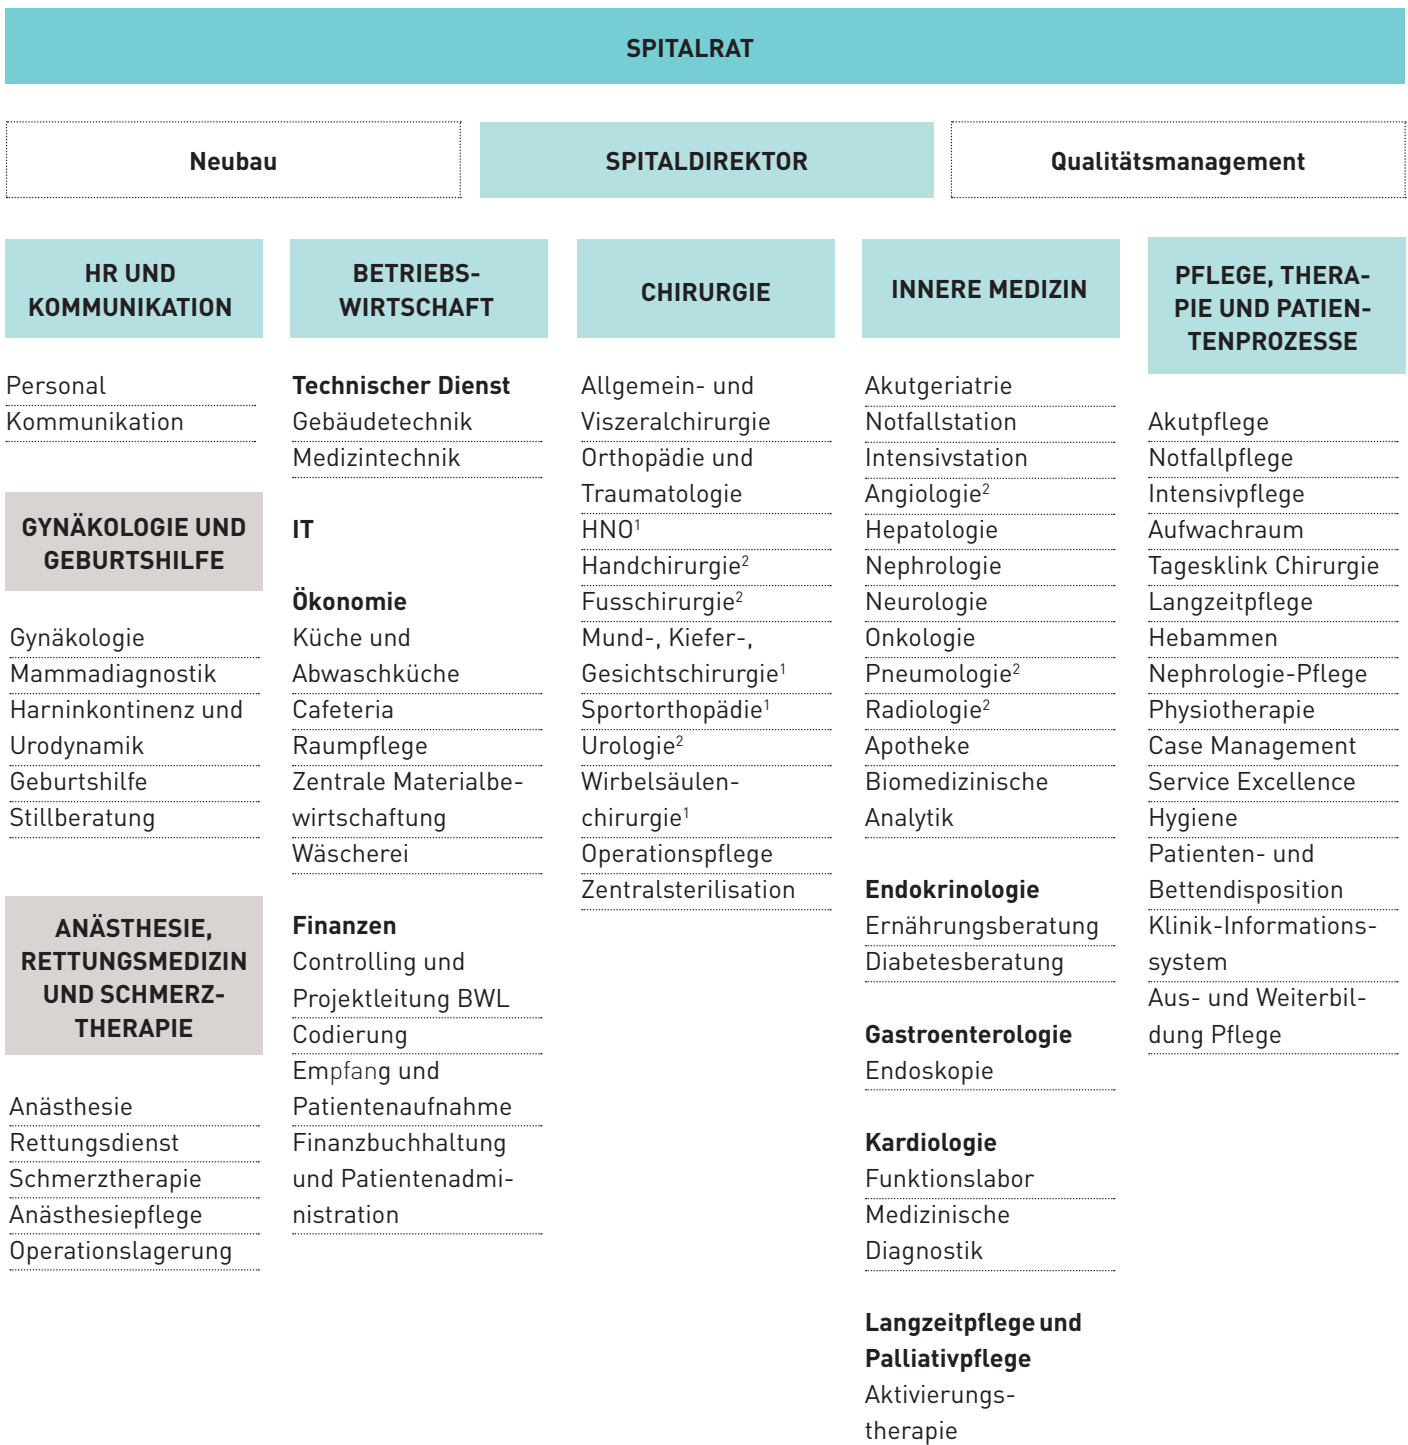 SPITALRAT
Neubau
SPITALDIREKTOR
Qualitätsmanagement
HR UND
KOMMUNIKATION
Personal
Kommunikation
GYNÄKOLOGIE UND
GEBURTSHILFE
Gynäkologie
Mammadiagnostik
Harninkontinenz und
Urodynamik
Geburtshilfe
Stillberatung
ANÄSTHESIE,
RETTUNGSMEDIZIN
UND SCHMERZ-
THERAPIE
Anästhesie
Rettungsdienst
Schmerztherapie
Anästhesiepflege
Operationslagerung
BETRIEBS-
WIRTSCHAFT
Technischer Dienst
Gebäudetechnik
Medizintechnik
IT
Ökonomie
Küche und
Abwaschküche
Cafeteria
Raumpflege
Zentrale Materialbe-
wirtschaftung
Wäscherei
Finanzen
Controlling und
Projektleitung BWL
Codierung
Empfang und
Patientenaufnahme
Finanzbuchhaltung
und Patientenadmi-
nistration
CHIRURGIE
Allgemein- und
Viszeralchirurgie
Orthopädie und
Traumatologie
HNO¹
Handchirurgie²
Fusschirurgie²
Mund-, Kiefer-,
Gesichtschirurgie¹
Sportorthopädie¹
Urologie²
Wirbelsäulen-
chirurgie¹
Operationspflege
Zentralsterilisation
INNERE MEDIZIN
Akutgeriatrie
Notfallstation
Intensivstation
Angiologie²
Hepatologie
Nephrologie
Neurologie
Onkologie
Pneumologie²
Radiologie²
Apotheke
Biomedizinische
Analytik
Endokrinologie
Ernährungsberatung
Diabetesberatung
Gastroenterologie
Endoskopie
Kardiologie
Funktionslabor
Medizinische
Diagnostik
Langzeitpflege und
Palliativpflege
Aktivierungs-
therapie
PFLEGE, THERA-
PIE UND PATIEN-
TENPROZESSE
Akutpflege
Notfallpflege
Intensivpflege
Aufwachraum
Tagesklink Chirurgie
Langzeitpflege
Hebammen
Nephrologie-Pflege
Physiotherapie
Case Management
Service Excellence
Hygiene
Patienten- und
Bettendisposition
Klinik-Informations-
system
Aus- und Weiterbil-
dung Pflege